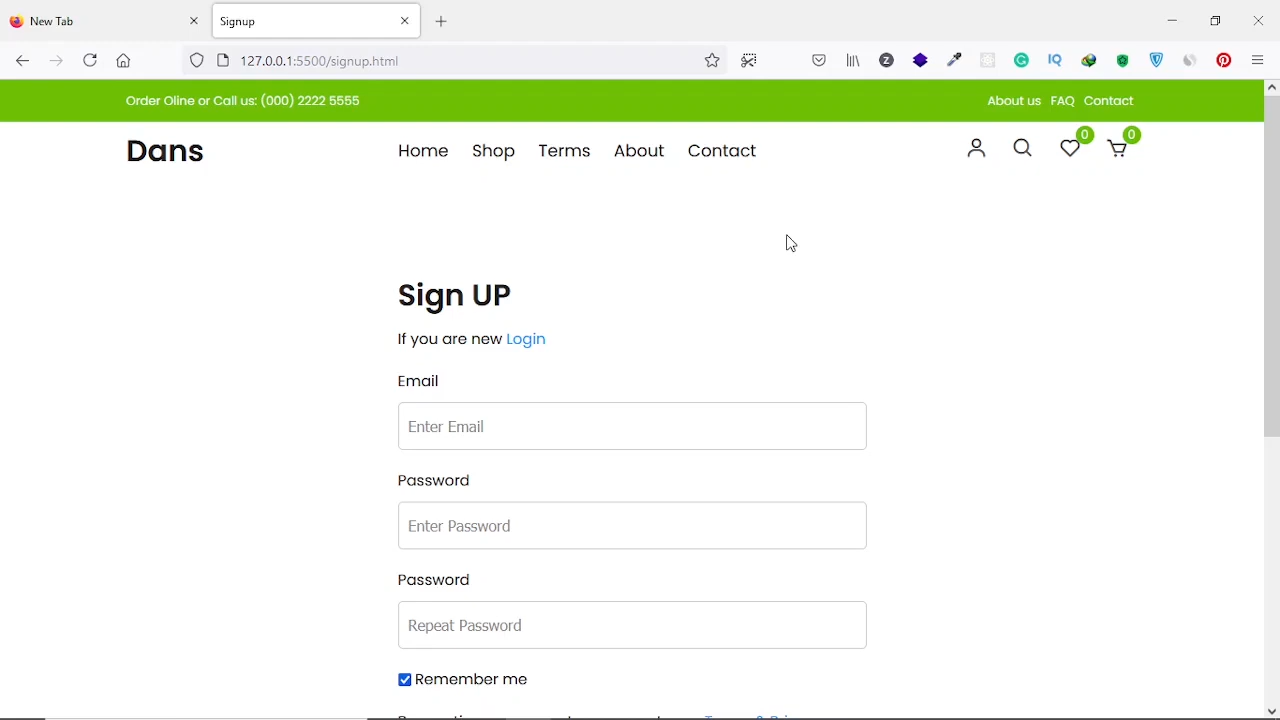 New Tab
Signup
127.0.0.1:5500/signup.html
Order Oline or Call us: (000) 2222 5555
About us FAQ Contact
Dans
Home Shop Terms About Contact
0 0
Sign UP
If you are new Login
Email
Enter Email
Password
Enter Password
Password
Repeat Password
Remember me